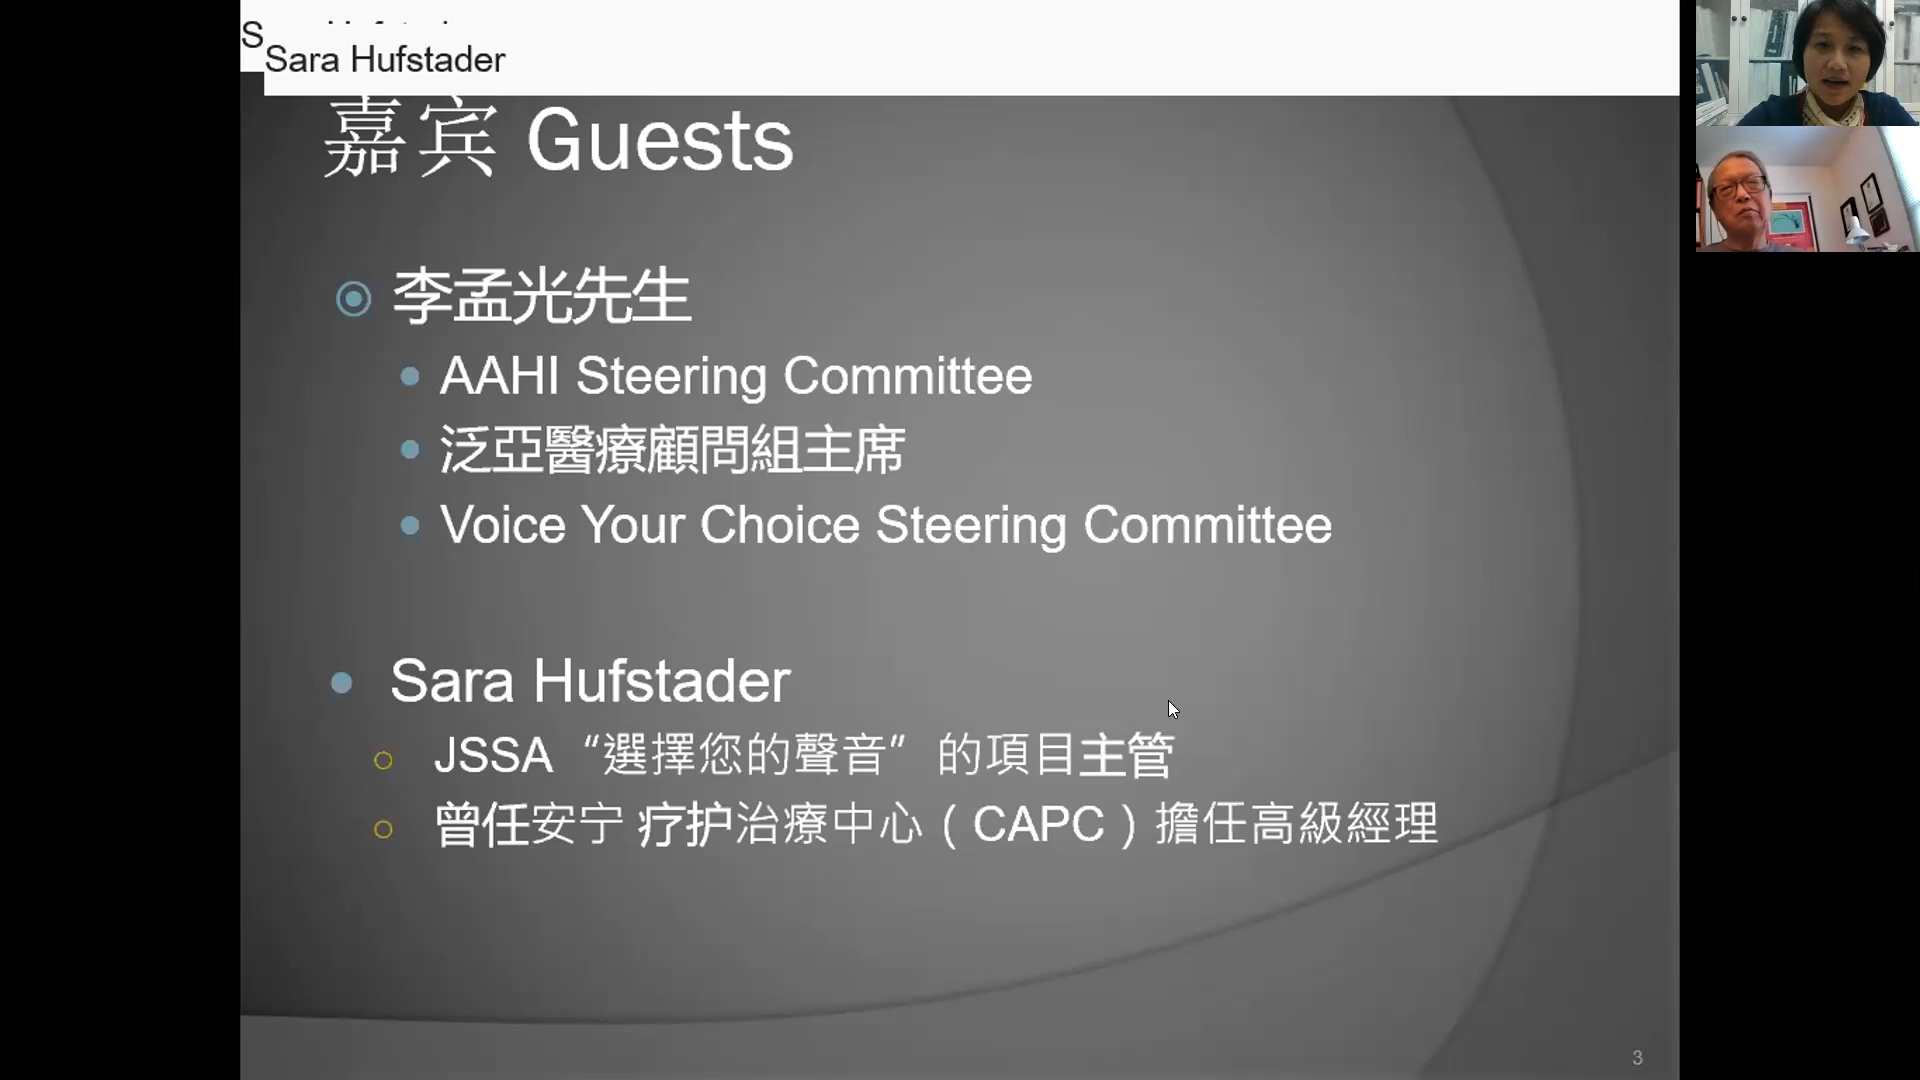 S
Sara Hufstader
嘉宾 Guests
李孟光先生
AAHI Steering Committee
泛亞醫療顧問組主席
Voice Your Choice Steering Committee
Sara Hufstader
JSSA “選擇您的聲音” 的項目主管
曾任安宁 疗护治療中心（CAPC）擔任高級經理
3